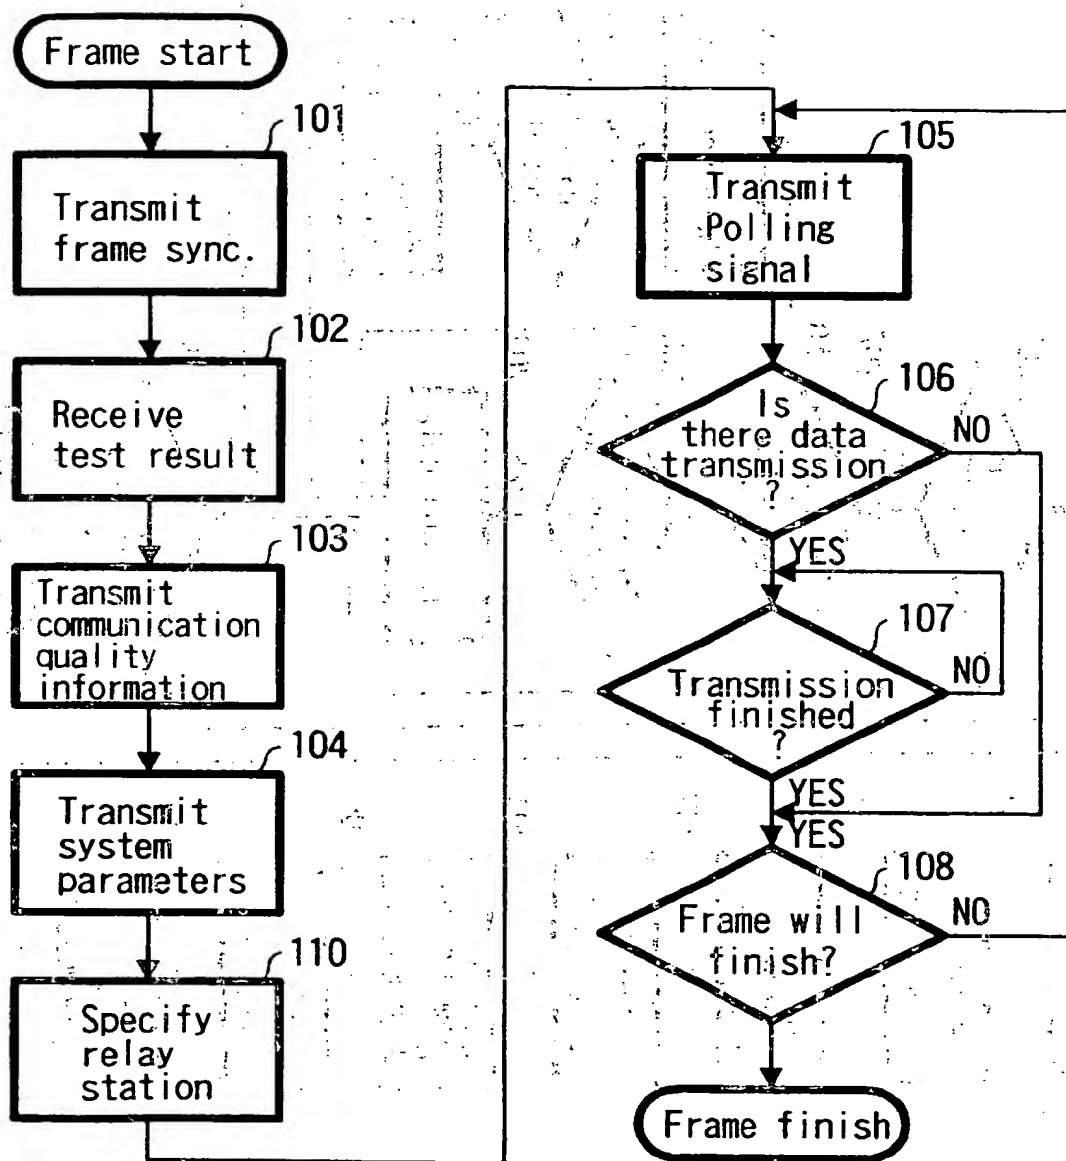 Frame start
101
Transmit
frame sync.
102
Receive
test result
103
Transmit
communication
quality
information
104
Transmit
system
parameters
110
Specify
relay
station
105
Transmit
Polling
signal
106
Is
there data
transmission
?
NO
YES
107
Transmission
finished
?
NO
YES
YES
108
Frame will
finish?
NO
Frame finish